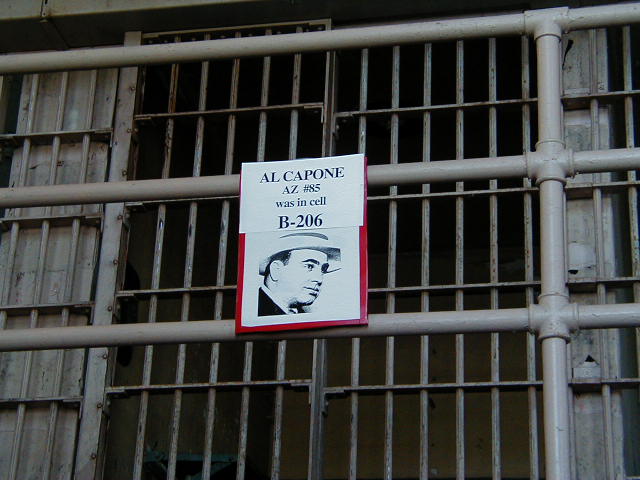 AL CAPONE
AZ #85
was in cell
B-206